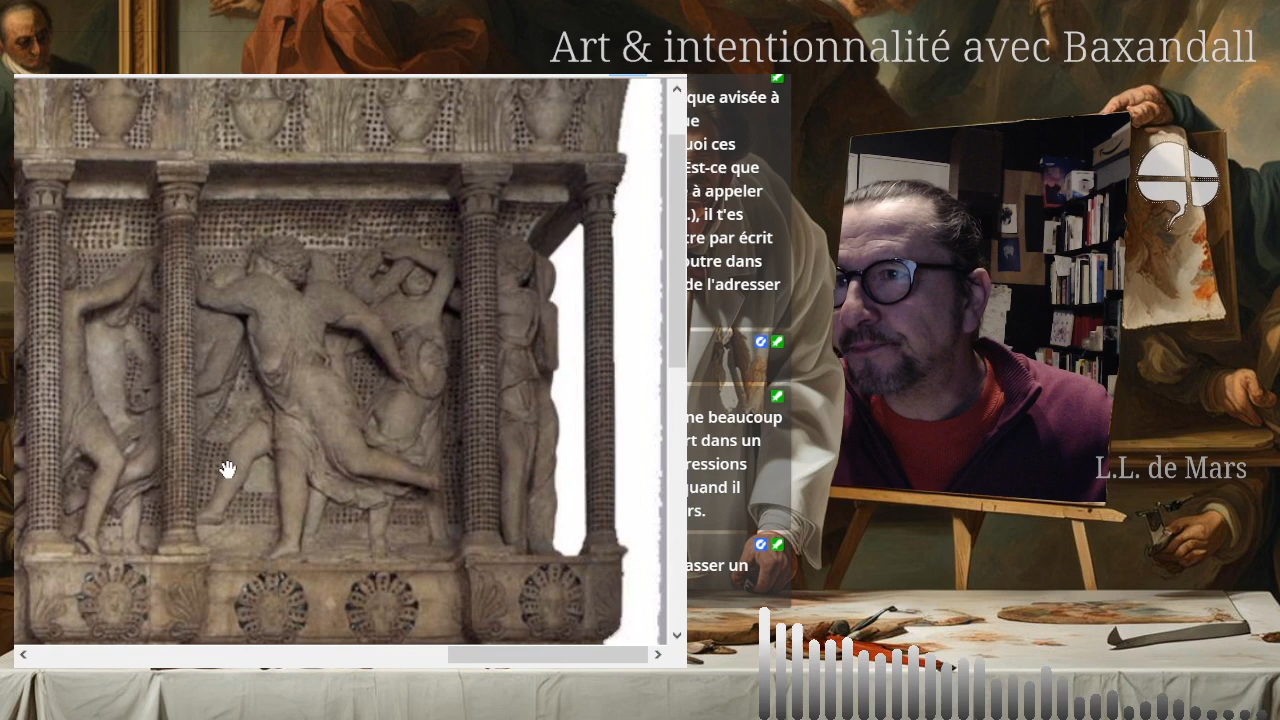 Art & intentionnalité avec Baxandall
que avisée à
ue
uoi ces
Est-ce que
à appeler
.), il t'es
tre par écrit
outre dans
de l'adresser
ne beaucoup
rt dans un
ressions
quand il
rs.
asser un
L.L. de Mars